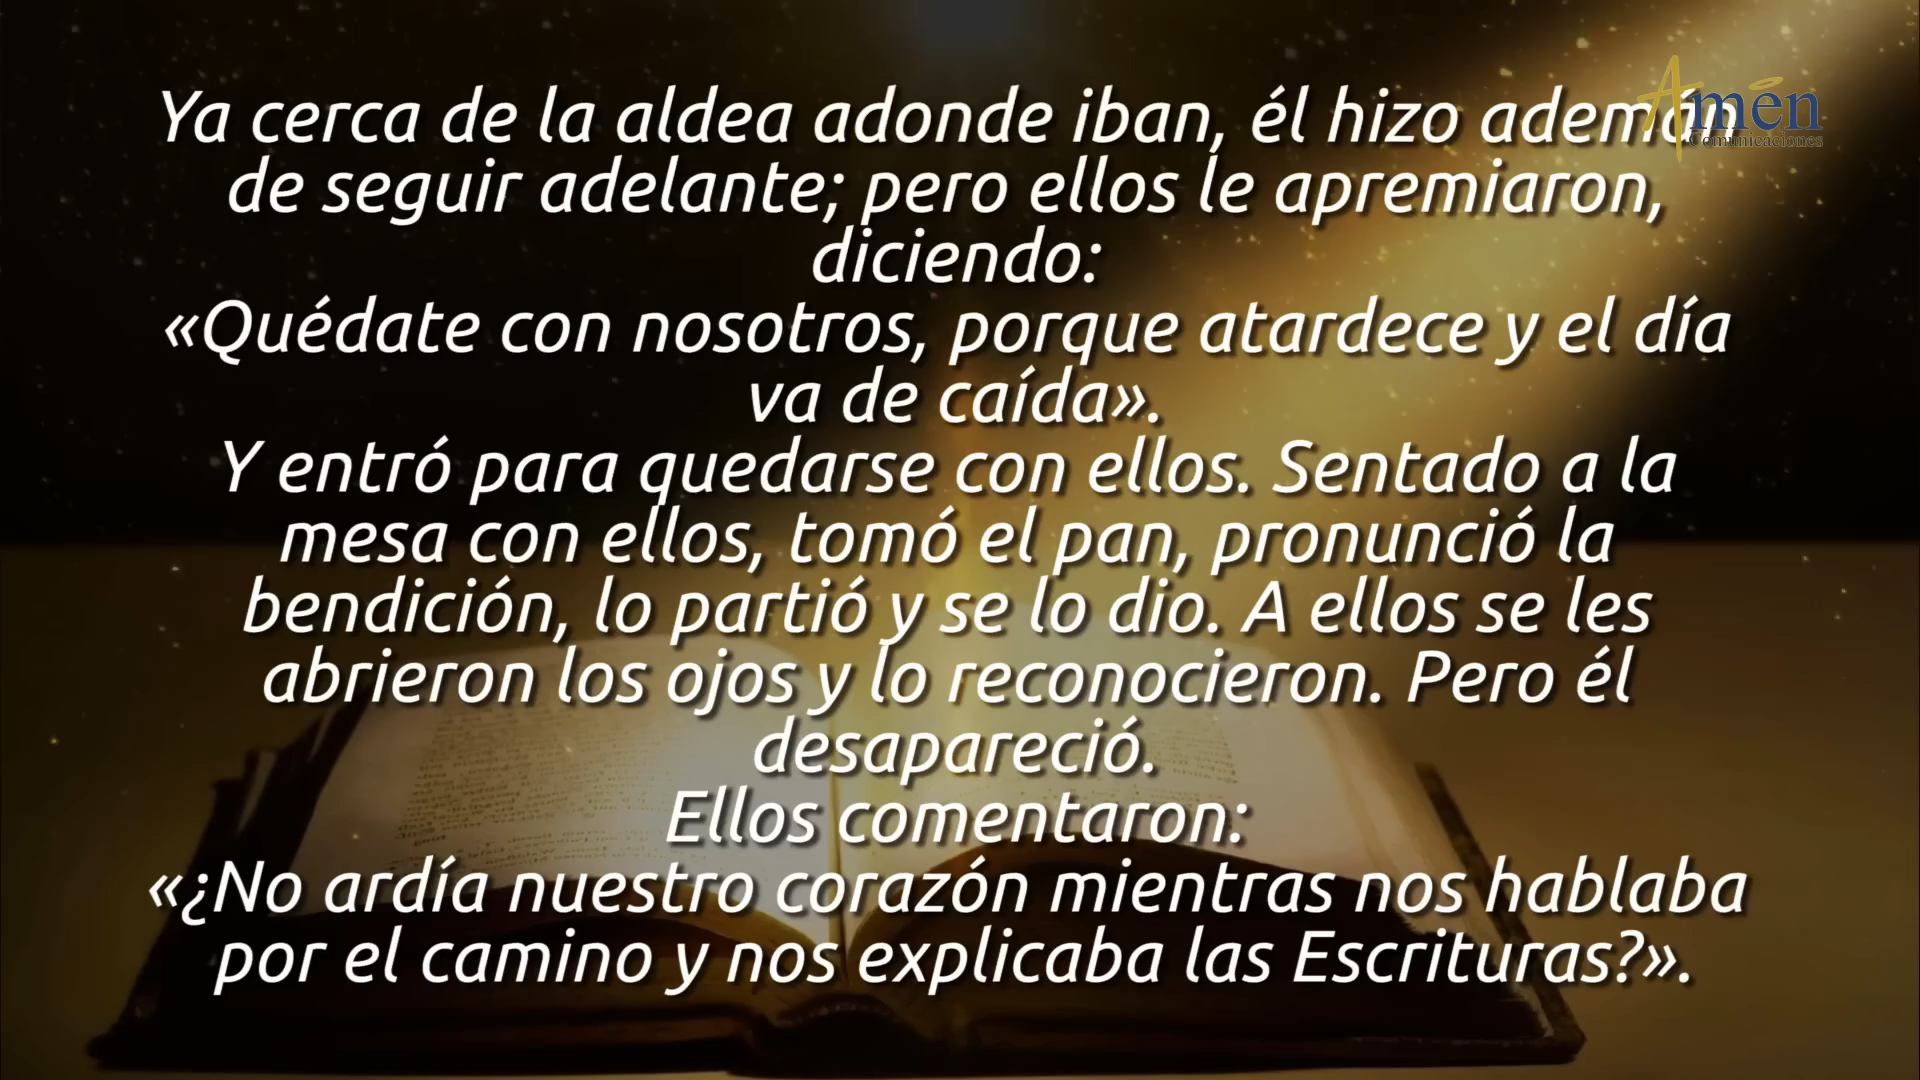 Ya cerca de la aldea adonde iban, él hizo ademán
Amén
Comunicaciones
de seguir adelante; pero ellos le apremiaron,
diciendo:
«Quédate con nosotros, porque atardece y el día
va de caída».
Y entró para quedarse con ellos. Sentado a la
mesa con ellos, tomó el pan, pronunció la
bendición, lo partió y se lo dio. A ellos se les
abrieron los ojos y lo reconocieron. Pero él
desapareció.
Ellos comentaron:
«¿No ardía nuestro corazón mientras nos hablaba
por el camino y nos explicaba las Escrituras?».